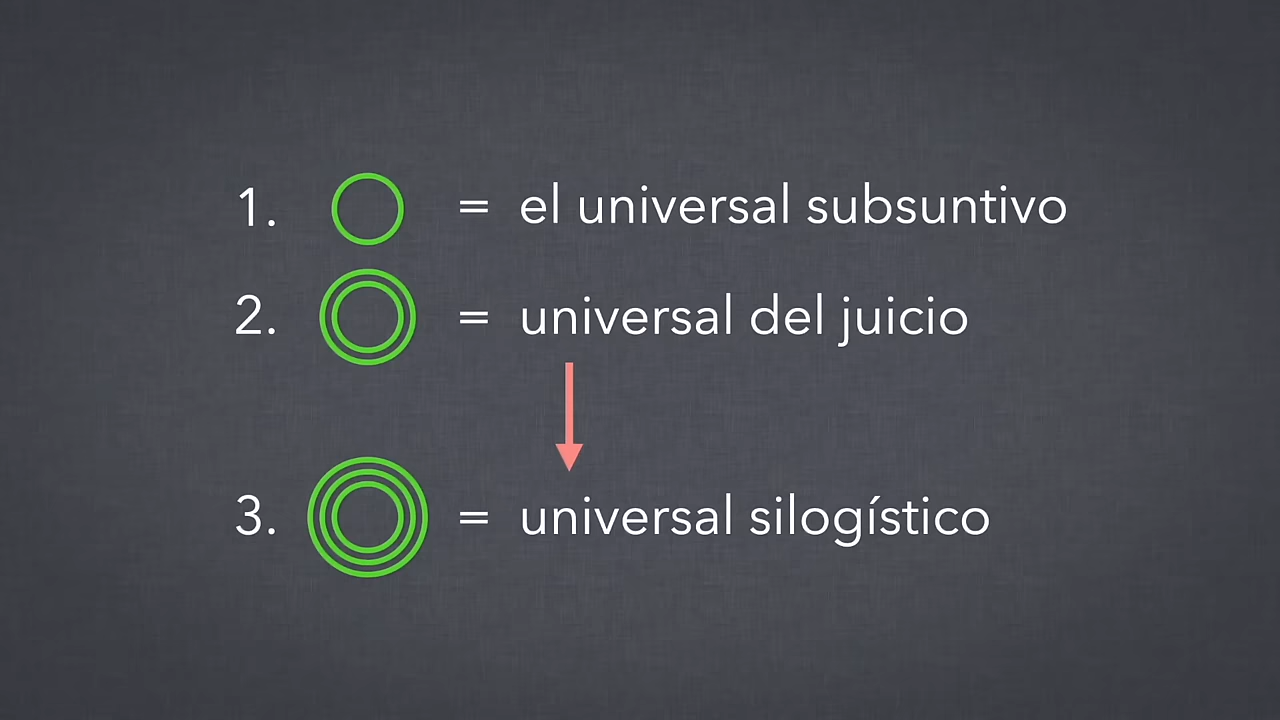 1. = el universal subsuntivo
2. = universal del juicio
3. = universal silogístico